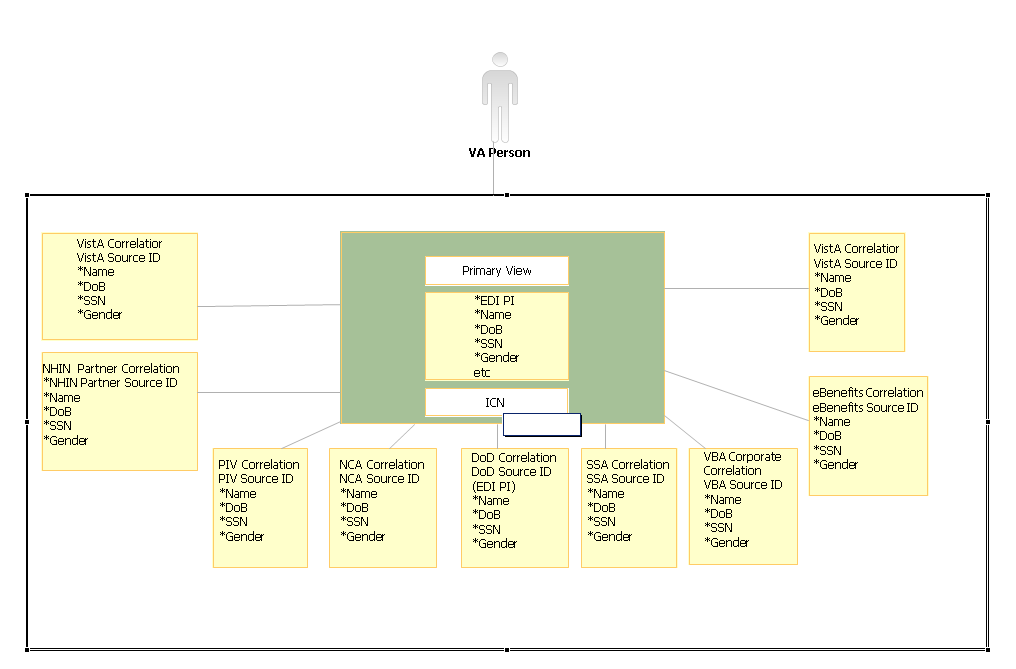 VA Person
VistA Correlatior
VistA Source ID
*Name
*DoB
*SSN
*Gender
NHIN  Partner Correlation
*NHIN Partner Source ID
*Name
*DoB
*SSN
*Gender
Primary View
*EDI PI
*Name
*DoB
*SSN
*Gender
etc
ICN
VistA Correlatior
VistA Source ID
*Name
*DoB
*SSN
*Gender
eBenefits Correlation
eBenefits Source ID
*Name
*DoB
*SSN
*Gender
PIV Correlation
PIV Source ID
*Name
*DoB
*SSN
*Gender
NCA Correlation
NCA Source ID
*Name
*DoB
*SSN
*Gender
DoD Correlation
DoD Source ID
(EDI PI)
*Name
*DoB
*SSN
*Gender
SSA Correlation
SSA Source ID
*Name
*DoB
*SSN
*Gender
VBA Corporate
Correlation
VBA Source ID
*Name
*DoB
*SSN
*Gender